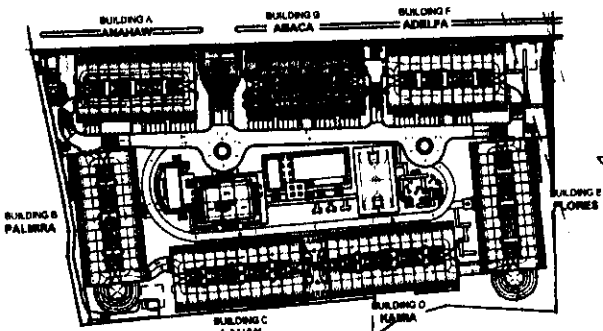 BUILDING A
ANAHAW
BUILDING G
ABACA
BUILDING F
ADELFA
BUILDING B
PALMIRA
BUILDING E
FLORES
BUILDING C
BUILDING D
KAMIA